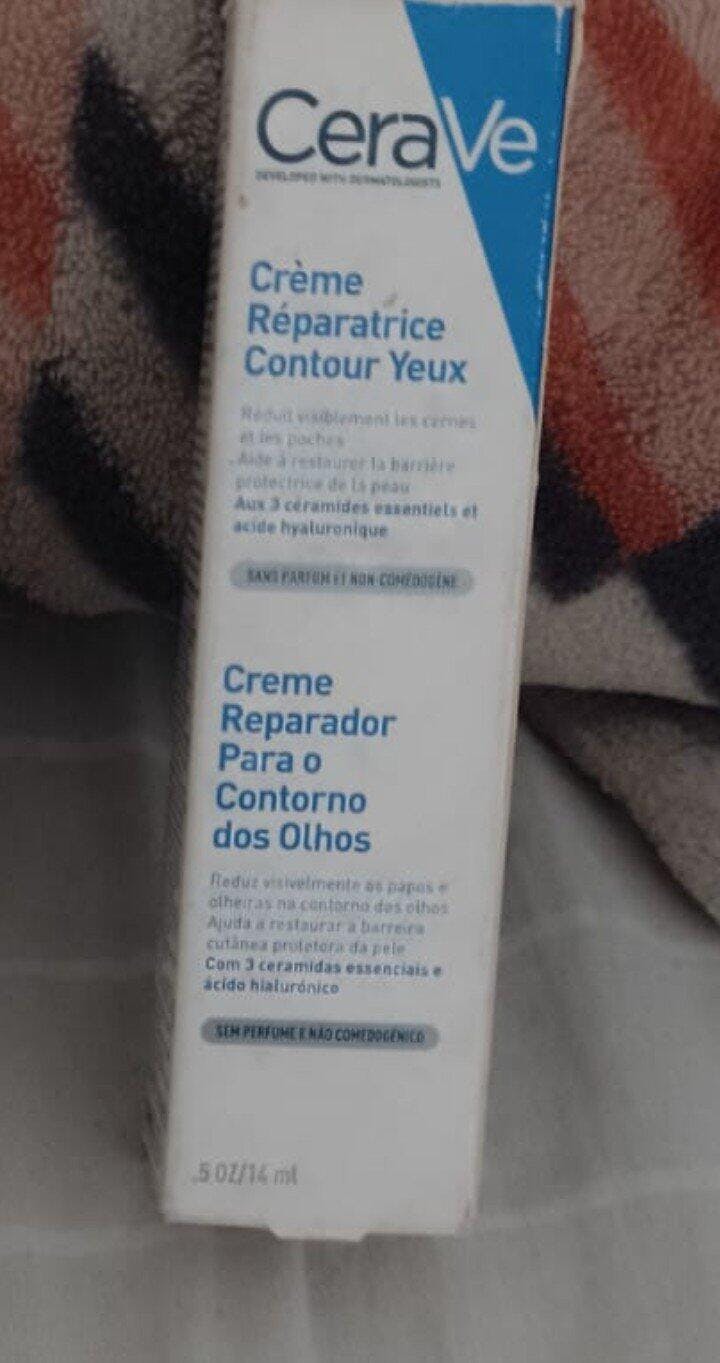 CeraVe
DEVELOPED WITH DERMATOLOGISTS
Crème
Réparatrice
Contour Yeux
Réduit visiblement les cernes
et les poches
Aide à restaurer la barrière
protectrice de la peau
Aux 3 céramides essentiels et
acide hyaluronique
SANS PARFUM ET NON-COMÉDOGÈNE
Creme
Reparador
Para o
Contorno
dos Olhos
Reduz visivelmente os papos e
olheiras na contorno dos olhos
Ajuda a restaurar a barreira
cutânea protetora da pele
Com 3 ceramidas essenciais e
ácido hialurónico
SEM PERFUME E NÃO COMEDOGÉNICO
.5 OZ/14 ml